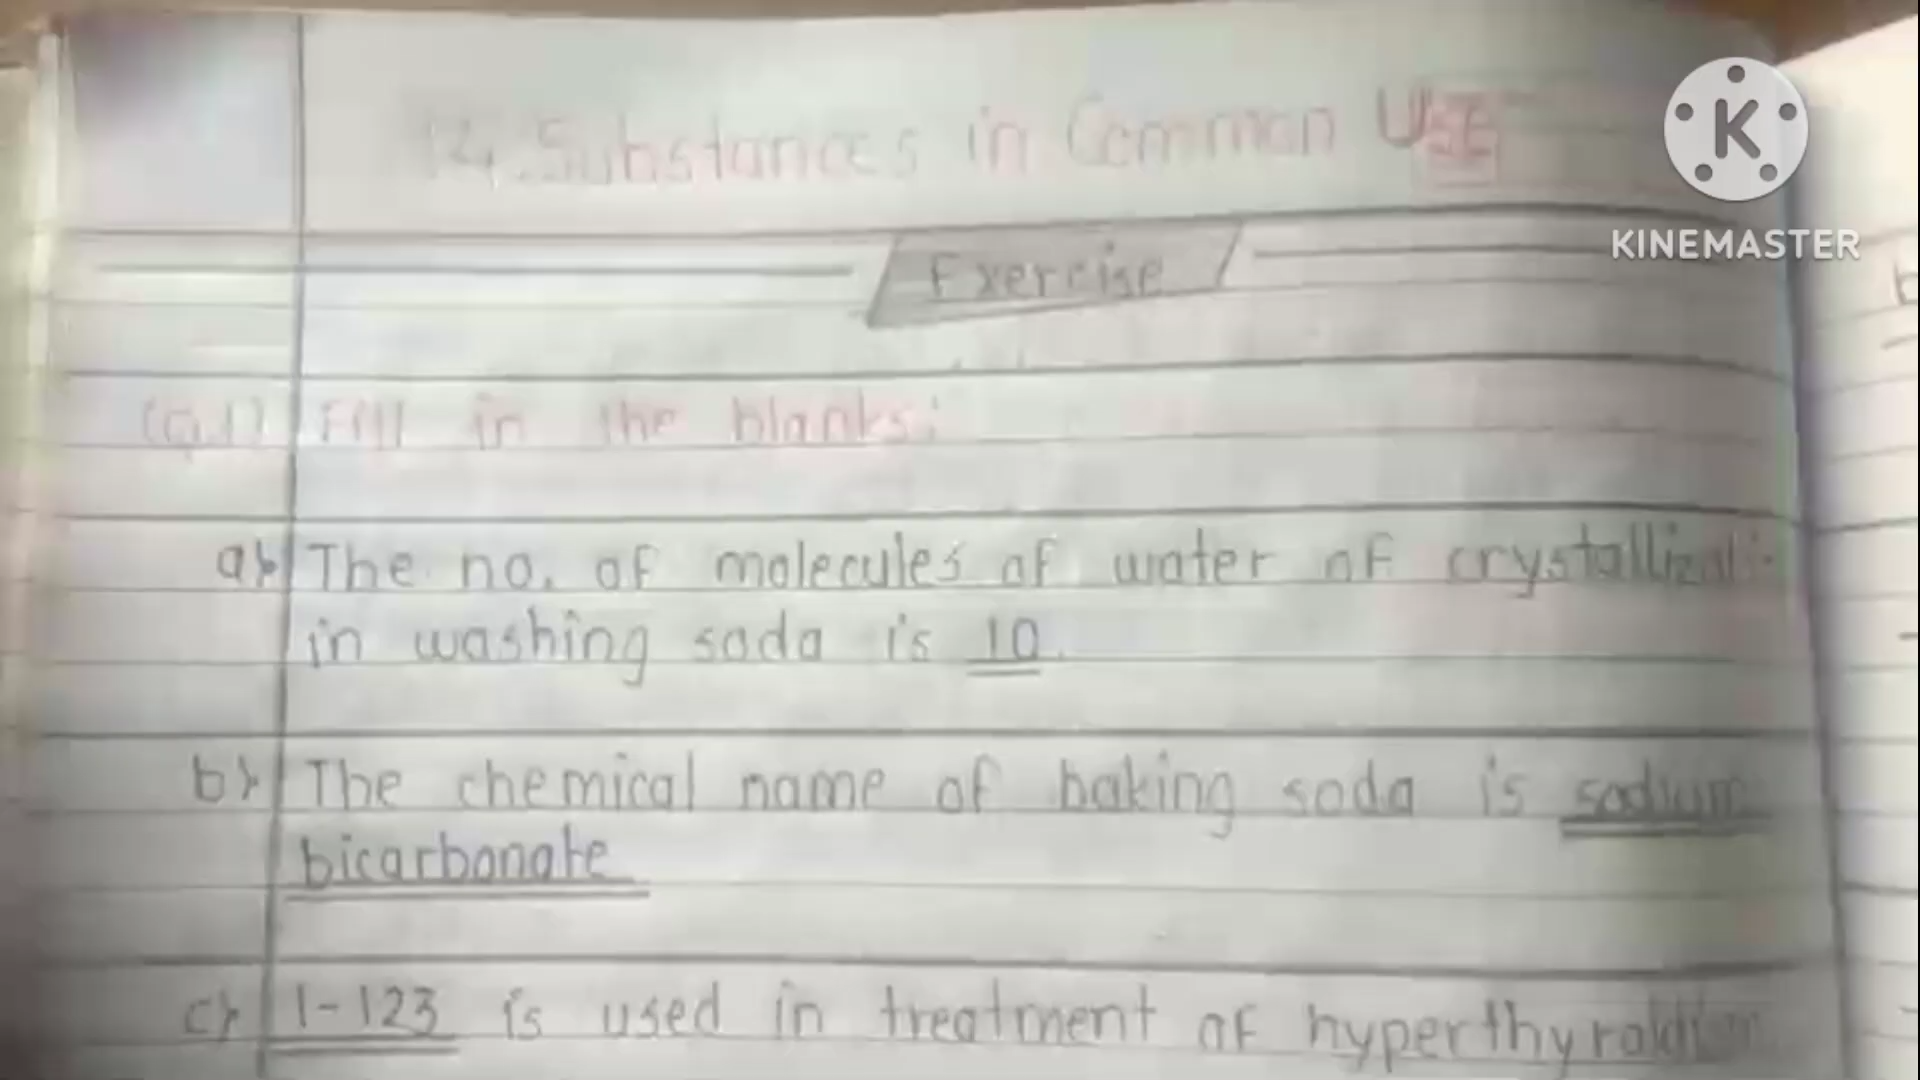 14. Substances in Common USE
KINEMASTER
Exercise
(Q.1) Fill in the blanks:
a) The no. of molecules of water of
in washing soda is 10.
b) The chemical name of baking soda is sodium
bicarbonate
c) I-123 is used in treatment of